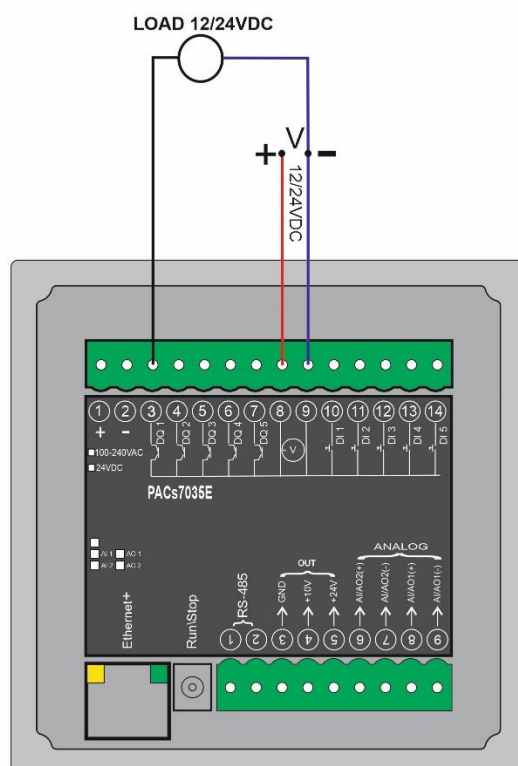 LOAD 12/24VDC
+ V -
12/24VDC
1 2 3 4 5 6 7 8 9 10 11 12 13 14
+ -
DQ 1
DQ 2
DQ 3
DQ 4
DQ 5
V
DI 1
DI 2
DI 3
DI 4
DI 5
100-240VAC
24VDC
PACs7035E
AI 1 AO 1
AI 2 AO 2
Ethernet+
Run\Stop
RS-485
OUT
GND
+10V
+24V
ANALOG
AI/AO2(+)
AI/AO2(-)
AI/AO1(+)
AI/AO1(-)
1 2 3 4 5 6 7 8 9